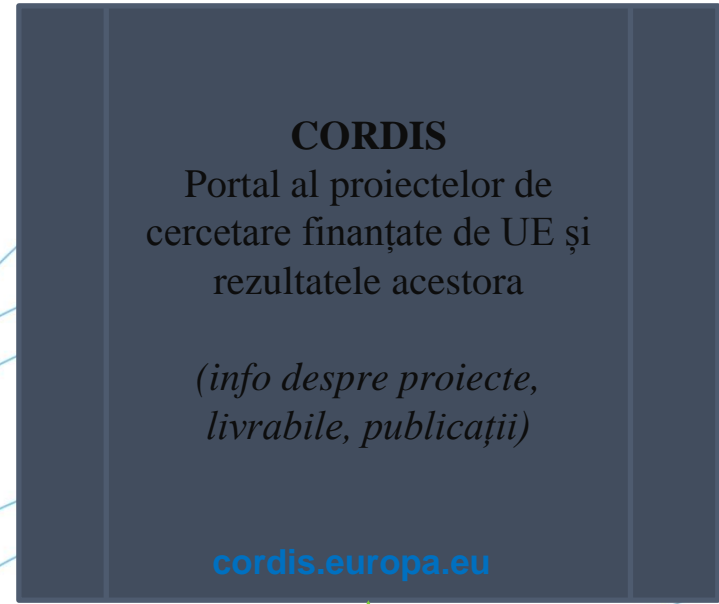 CORDIS
Portal al proiectelor de
cercetare finanțate de UE și
rezultatele acestora
(info despre proiecte,
livrabile, publicații)
cordis.europa.eu